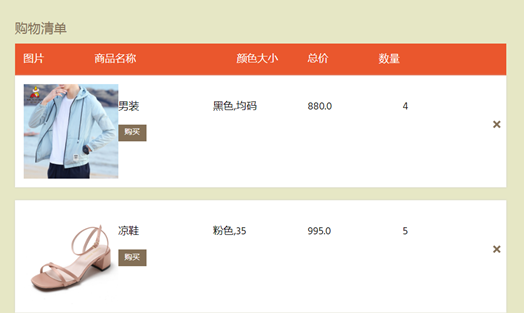 购物清单
图片 商品名称 颜色大小 总价 数量
男装 黑色,均码 880.0 4
购买
凉鞋 粉色,35 995.0 5
购买